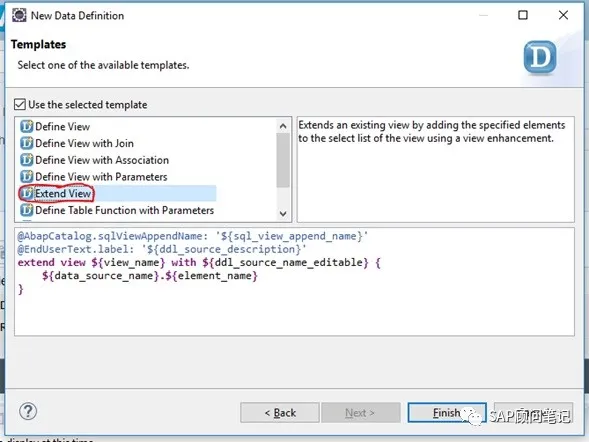 New Data Definition
Templates
Select one of the available templates.
D
Use the selected template
Define View
Define View with Join
Define View with Association
Define View with Parameters
Extend View
Define Table Function with Parameters
Extends an existing view by adding the specified elements
to the select list of the view using a view enhancement.
@AbapCatalog.sqlViewAppendName: '${sql_view_append_name}'
@EndUserText.label: '${ddl_source_description}'
extend view ${view_name} with ${ddl_source_name_editable} {
${data_source_name}.${element_name}
}
?
< Back
Next >
Finish
SAP顾问笔记
display at this time